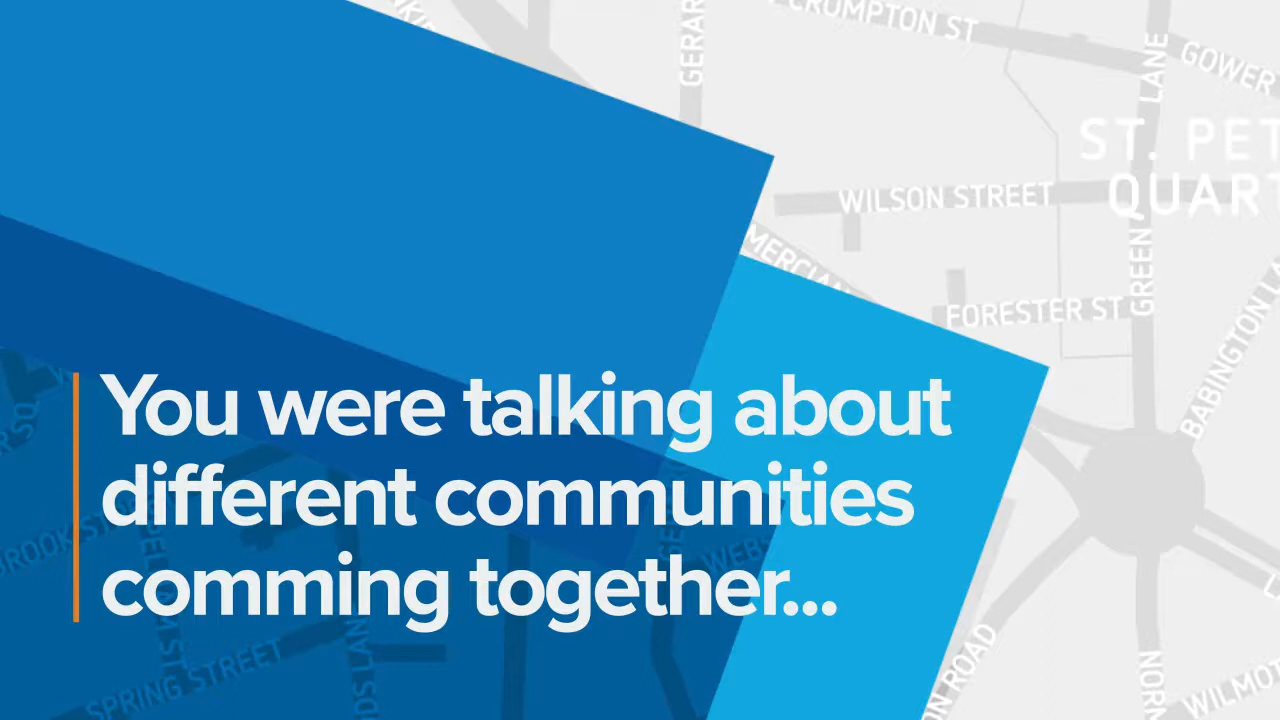 CROMPTON ST
GOWER
LANE
ST. PET
QUART
WILSON STREET
GREEN
FORESTER ST
BABINGTON LA
You were talking about
different communities
comming together...
SPRING STREET
ROAD
WILMOT